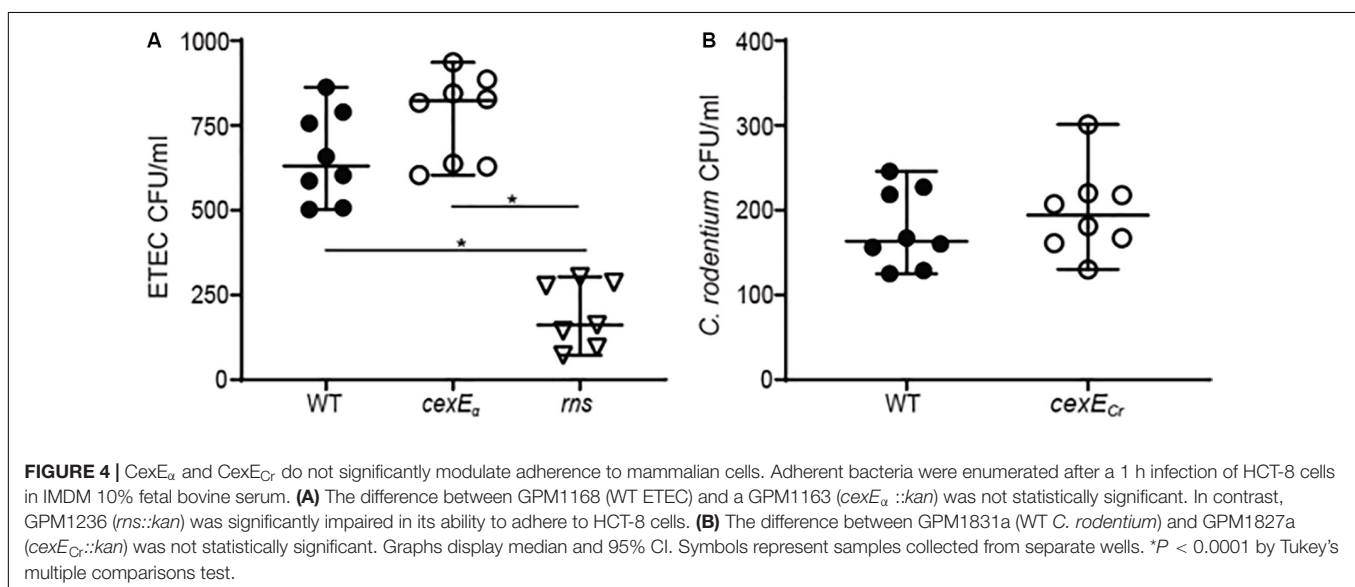 A
1000
750
500
250
0
ETEC CFU/ml
*
*
WT
cexEα
rns
B
400
300
200
100
0
C. rodentium CFU/ml
WT
cexECr
FIGURE 4 | CexEα and CexECr do not significantly modulate adherence to mammalian cells. Adherent bacteria were enumerated after a 1 h infection of HCT-8 cells
in IMDM 10% fetal bovine serum. (A) The difference between GPM1168 (WT ETEC) and a GPM1163 (cexEα ::kan) was not statistically significant. In contrast,
GPM1236 (rns::kan) was significantly impaired in its ability to adhere to HCT-8 cells. (B) The difference between GPM1831a (WT C. rodentium) and GPM1827a
(cexECr::kan) was not statistically significant. Graphs display median and 95% CI. Symbols represent samples collected from separate wells. *P < 0.0001 by Tukey's
multiple comparisons test.